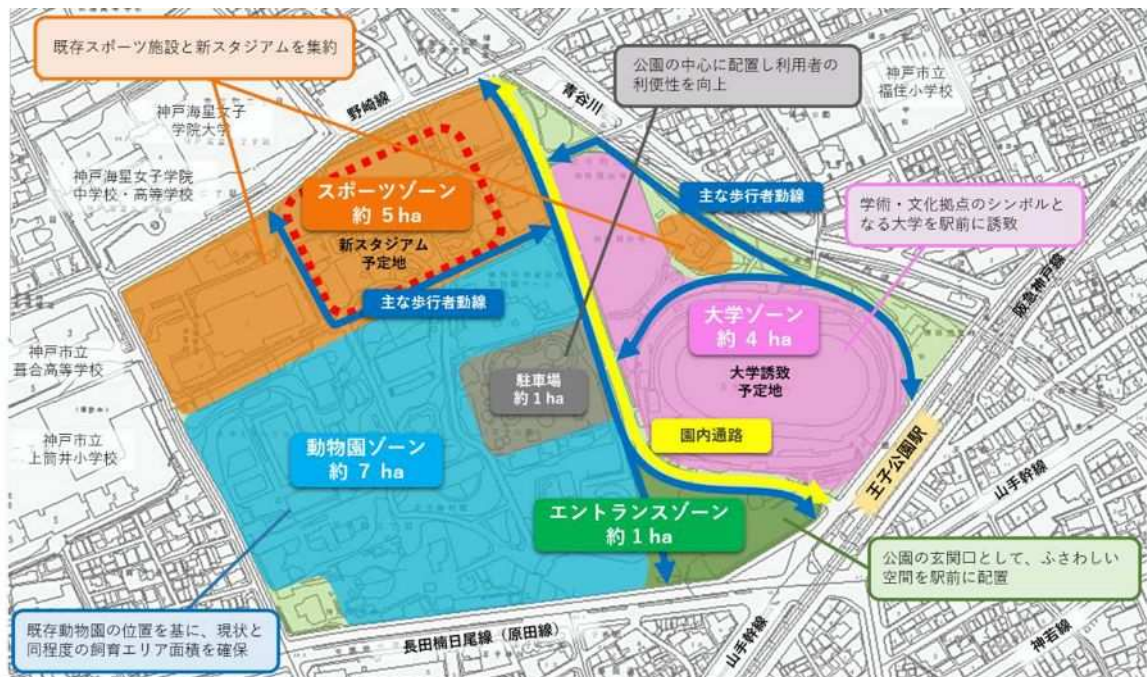 既存スポーツ施設と新スタジアムを集約
公園の中心に配置し利用者の
利便性を向上
神戸市立
福住小学校
野崎線
青谷川
神戸海星女子
学院大学
神戸海星女子学院
中学校・高等学校
スポーツゾーン
約 5 ha
新スタジアム
予定地
主な歩行者動線
学術・文化拠点のシンボルと
なる大学を駅前に誘致
阪急神戸線
主な歩行者動線
大学ゾーン
約 4 ha
大学誘致
予定地
神戸市立
葺合高等学校
駐車場
約 1 ha
神戸市立
上筒井小学校
動物園ゾーン
約 7 ha
園内通路
王子公園駅
山手幹線
エントランスゾーン
約 1 ha
公園の玄関口として、ふさわしい
空間を駅前に配置
既存動物園の位置を基に、現状と
同程度の飼育エリア面積を確保
長田楠日尾線（原田線）
山手幹線
神若線